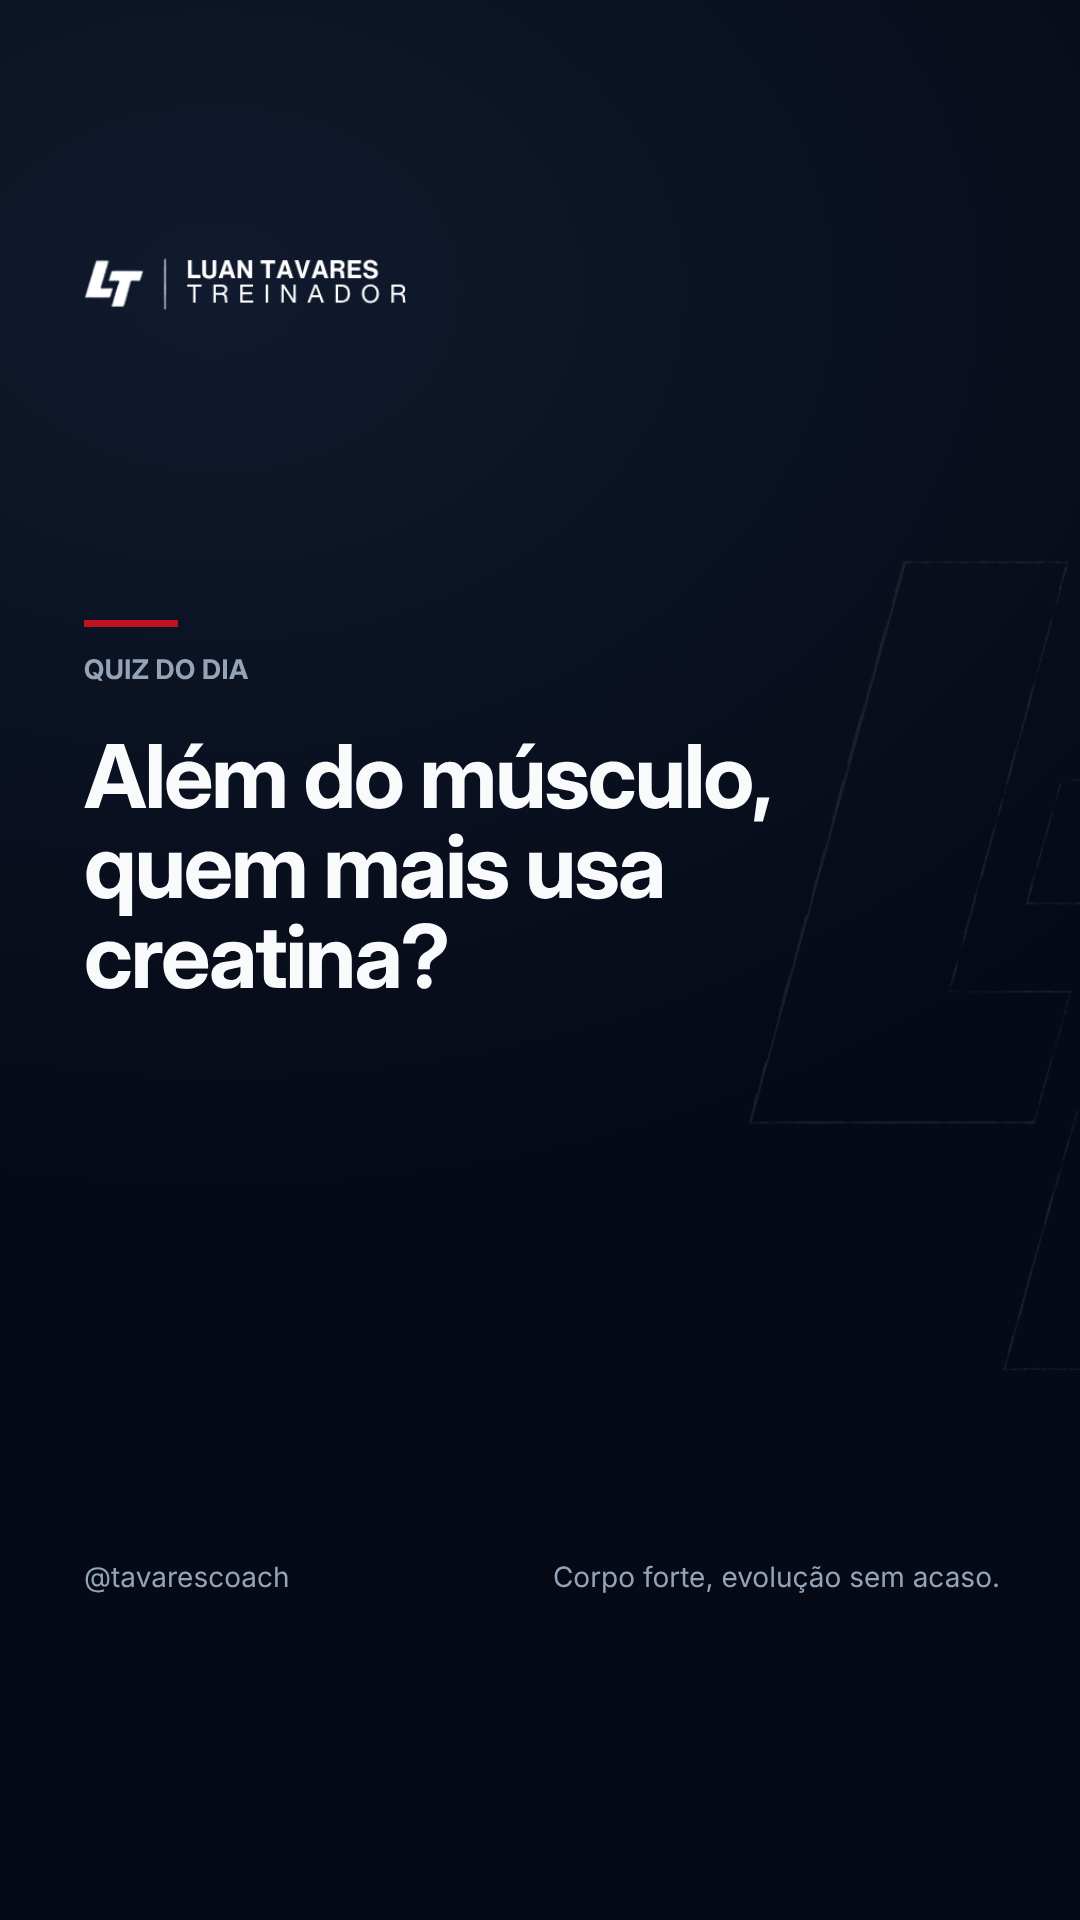 LT
LUAN TAVARES
TREINADOR
QUIZ DO DIA
Além do músculo,
quem mais usa
creatina?
@tavarescoach
Corpo forte, evolução sem acaso.